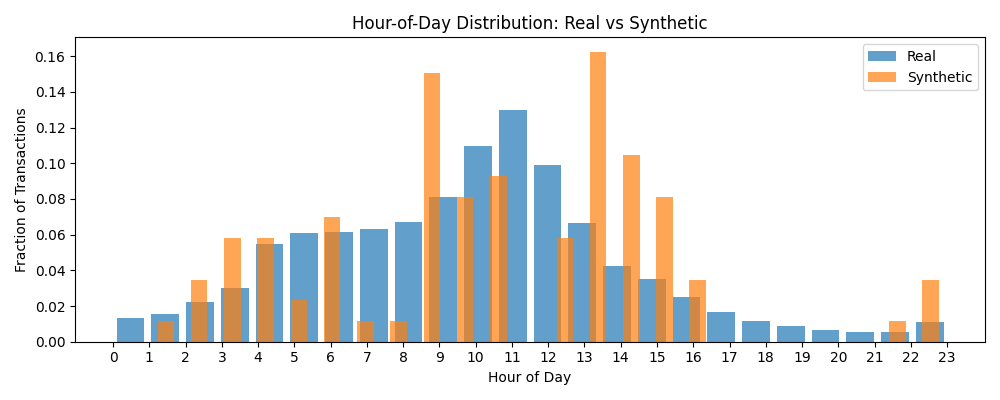 Hour-of-Day Distribution: Real vs Synthetic
Fraction of Transactions
0.16
0.14
0.12
0.10
0.08
0.06
0.04
0.02
0.00
Real
Synthetic
0 1 2 3 4 5 6 7 8 9 10 11 12 13 14 15 16 17 18 19 20 21 22 23
Hour of Day